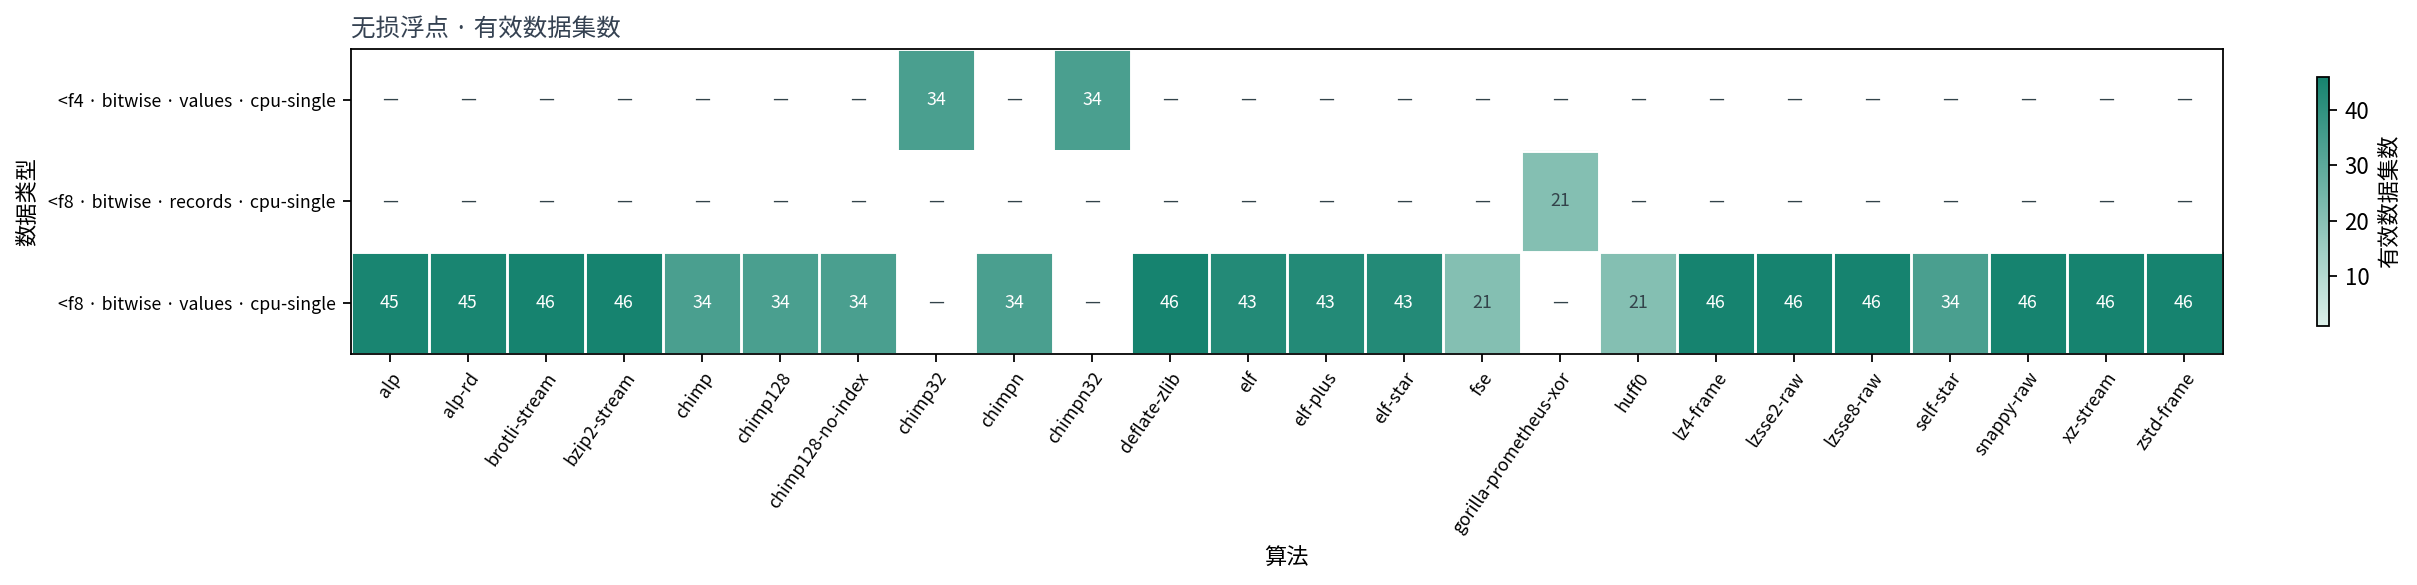 无损浮点 · 有效数据集数
数据类型
<f4 · bitwise · values · cpu-single — — — — — — — 34 — 34 — — — — — — — — — — — — — —
<f8 · bitwise · records · cpu-single — — — — — — — — — — — — — — — 21 — — — — — — — —
<f8 · bitwise · values · cpu-single 45 45 46 46 34 34 34 — 34 — 46 43 43 43 21 — 21 46 46 46 34 46 46 46
alp
alp-rd
brotli-stream
bzip2-stream
chimp
chimp128
chimp128-no-index
chimp32
chimpn
chimpn32
deflate-zlib
elf
elf-plus
elf-star
fse
gorilla-prometheus-xor
huff0
lz4-frame
lzsse2-raw
lzsse8-raw
self-star
snappy-raw
xz-stream
zstd-frame
算法
40
30
20
10
有效数据集数